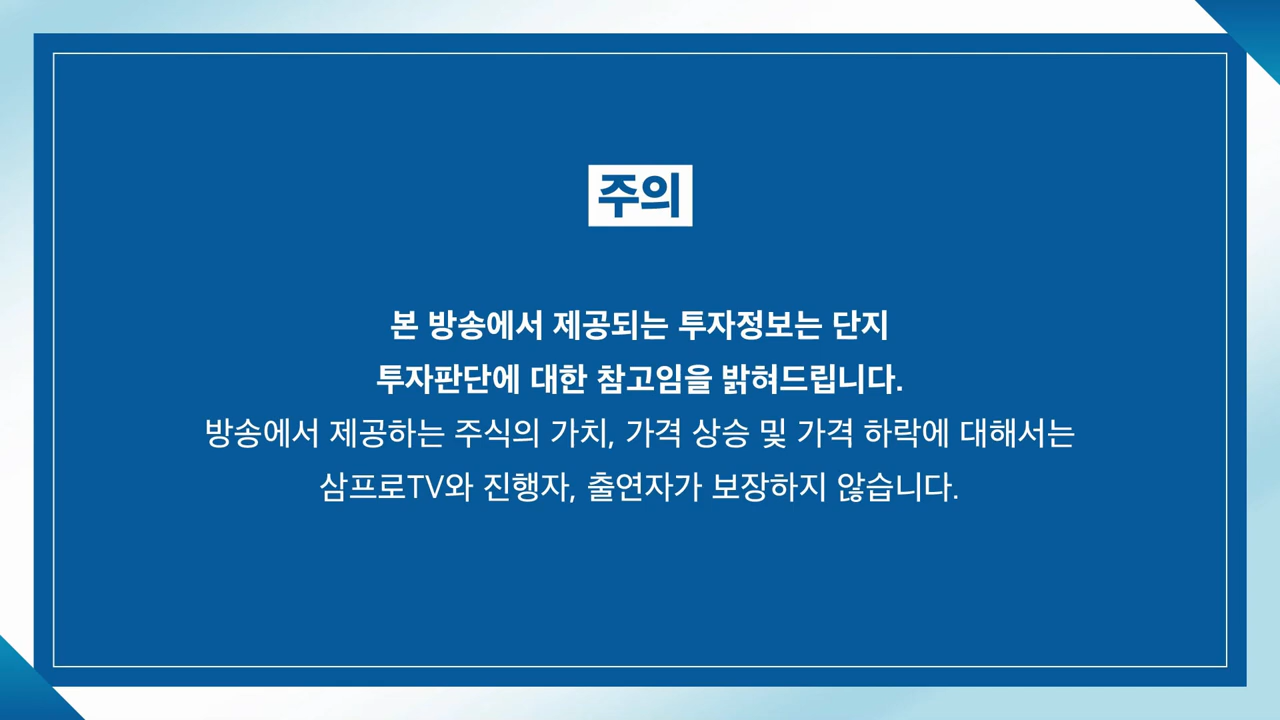 주의
본 방송에서 제공되는 투자정보는 단지
투자판단에 대한 참고임을 밝혀드립니다.
방송에서 제공하는 주식의 가치, 가격 상승 및 가격 하락에 대해서는
삼프로TV와 진행자, 출연자가 보장하지 않습니다.